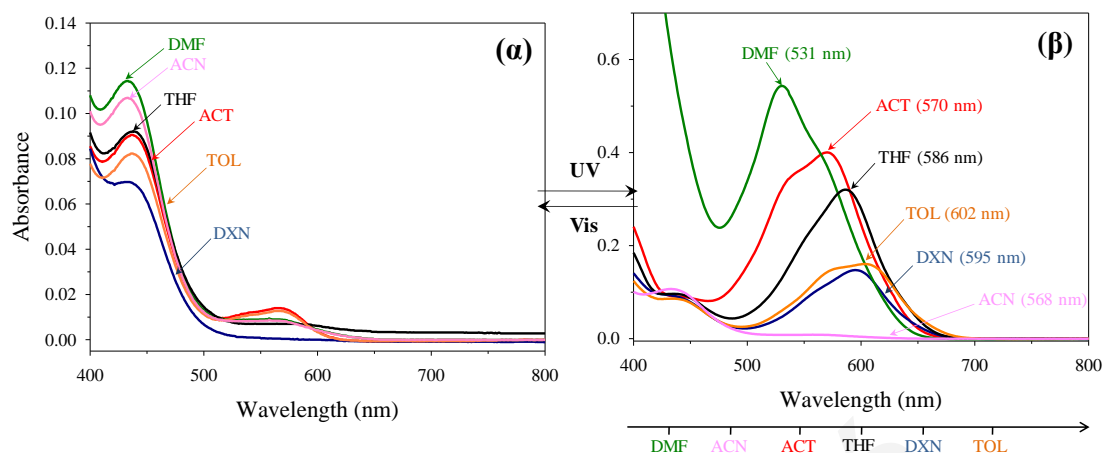 (α)
Absorbance
0.14
0.12
0.10
0.08
0.06
0.04
0.02
0.00
DMF
ACN
THF
ACT
TOL
DXN
400 500 600 700 800
Wavelength (nm)
UV
Vis
(β)
0.6
0.4
0.2
0.0
DMF (531 nm)
ACT (570 nm)
THF (586 nm)
TOL (602 nm)
DXN (595 nm)
ACN (568 nm)
400 500 600 700 800
Wavelength (nm)
DMF ACN ACT THF DXN TOL